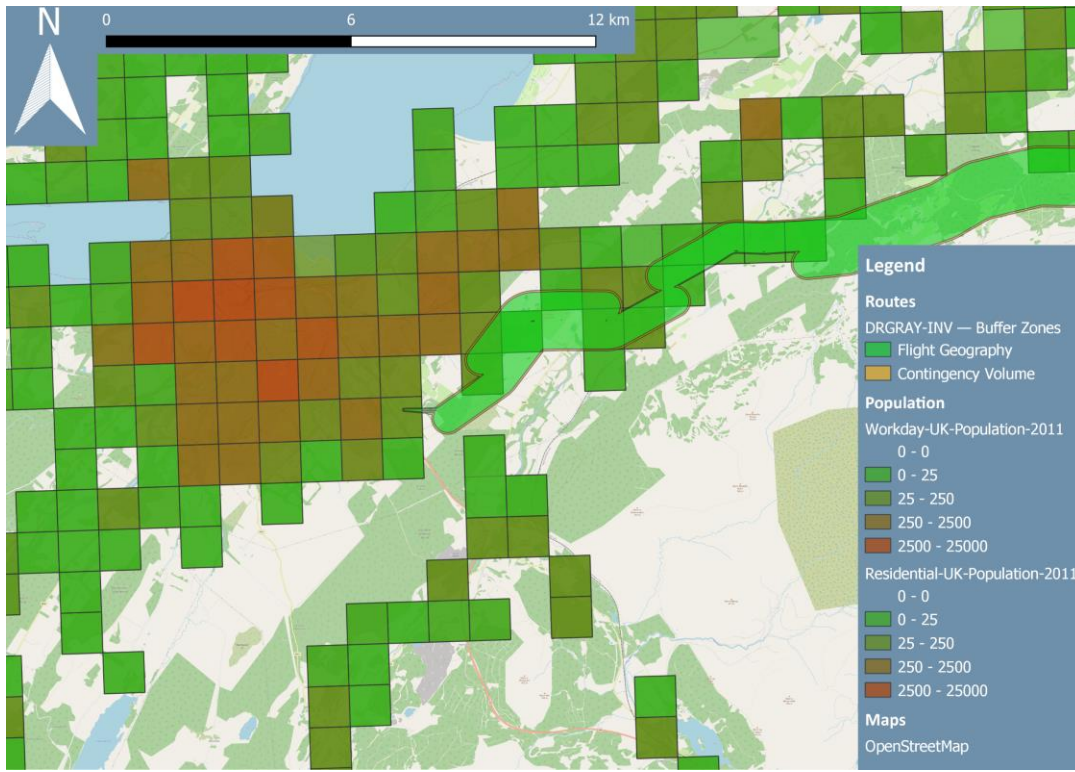 N
0 6 12 km
Legend
Routes
DRGRAY-INV — Buffer Zones
Flight Geography
Contingency Volume
Population
Workday-UK-Population-2011
0 - 0
0 - 25
25 - 250
250 - 2500
2500 - 25000
Residential-UK-Population-2011
0 - 0
0 - 25
25 - 250
250 - 2500
2500 - 25000
Maps
OpenStreetMap